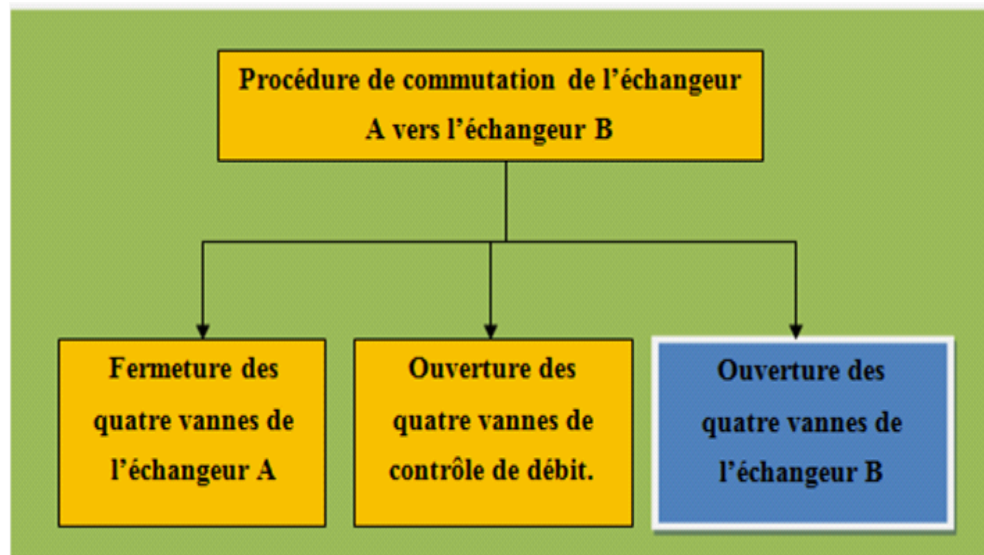 Procédure de commutation de l’échangeur
A vers l’échangeur B
Fermeture des
quatre vannes de
l’échangeur A
Ouverture des
quatre vannes de
contrôle de débit.
Ouverture des
quatre vannes de
l’échangeur B